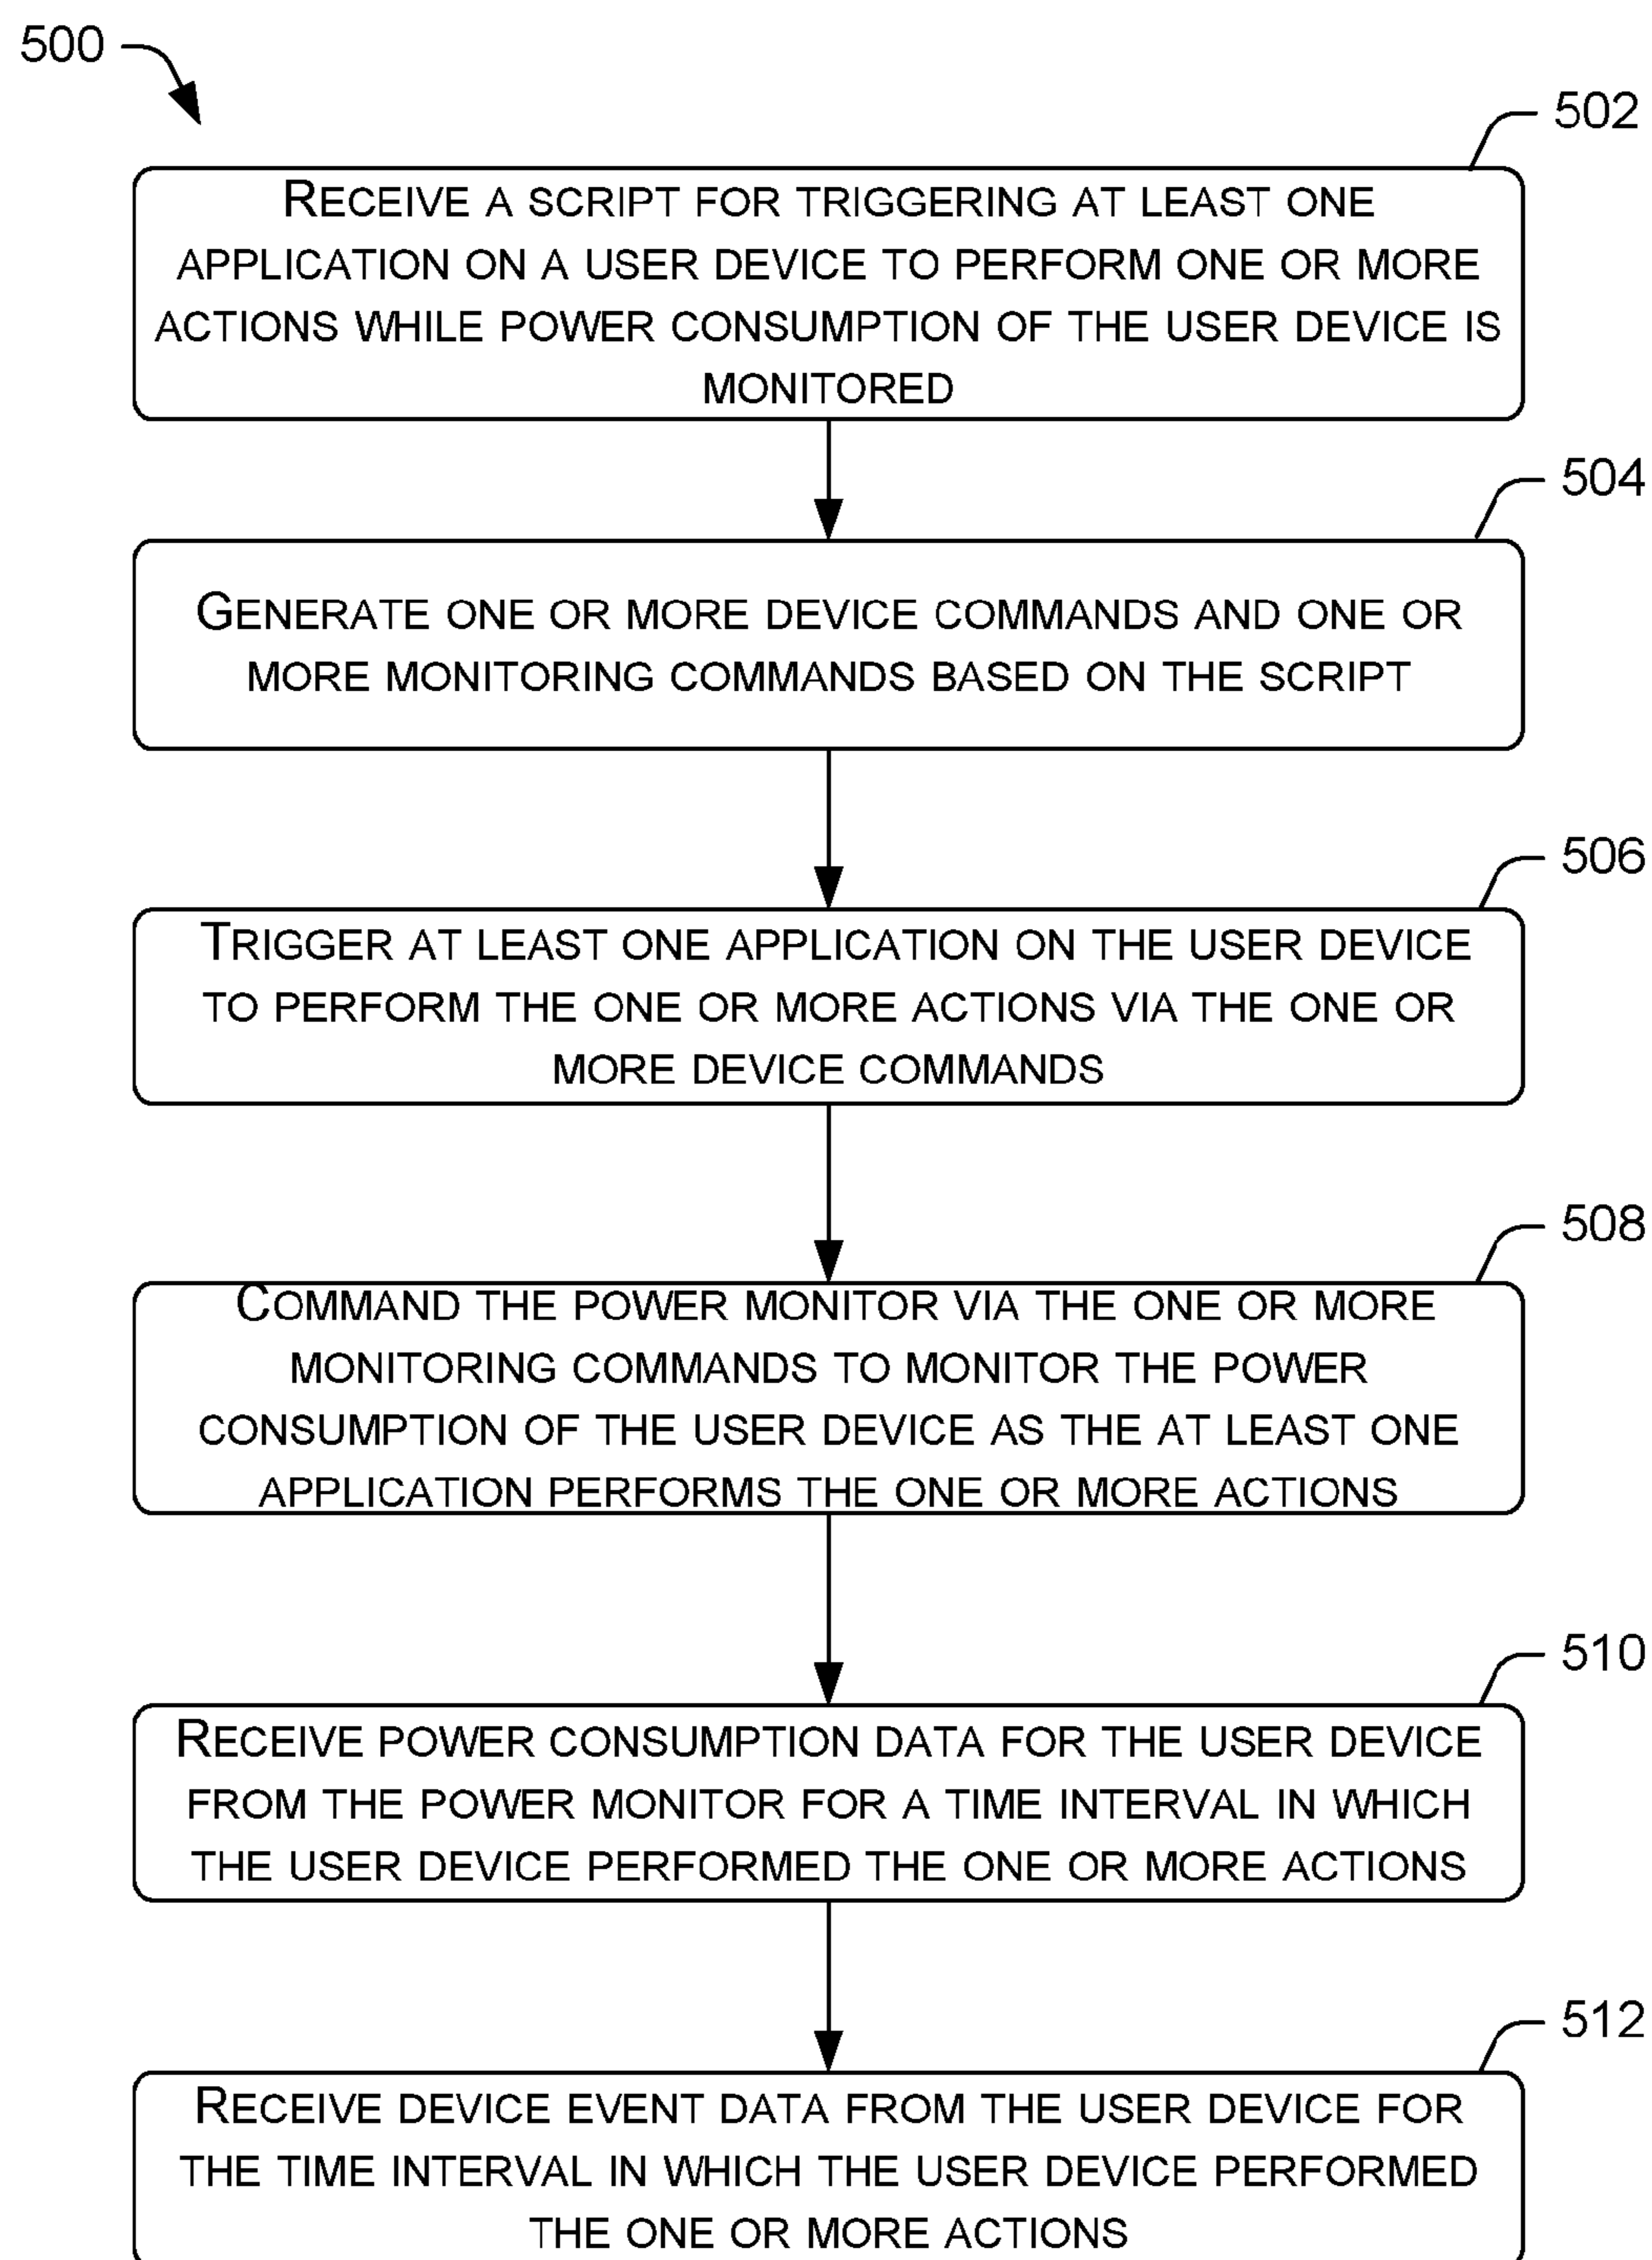 500
502
RECEIVE A SCRIPT FOR TRIGGERING AT LEAST ONE
APPLICATION ON A USER DEVICE TO PERFORM ONE OR MORE
ACTIONS WHILE POWER CONSUMPTION OF THE USER DEVICE IS
MONITORED
504
GENERATE ONE OR MORE DEVICE COMMANDS AND ONE OR
MORE MONITORING COMMANDS BASED ON THE SCRIPT
506
TRIGGER AT LEAST ONE APPLICATION ON THE USER DEVICE
TO PERFORM THE ONE OR MORE ACTIONS VIA THE ONE OR
MORE DEVICE COMMANDS
508
COMMAND THE POWER MONITOR VIA THE ONE OR MORE
MONITORING COMMANDS TO MONITOR THE POWER
CONSUMPTION OF THE USER DEVICE AS THE AT LEAST ONE
APPLICATION PERFORMS THE ONE OR MORE ACTIONS
510
RECEIVE POWER CONSUMPTION DATA FOR THE USER DEVICE
FROM THE POWER MONITOR FOR A TIME INTERVAL IN WHICH
THE USER DEVICE PERFORMED THE ONE OR MORE ACTIONS
512
RECEIVE DEVICE EVENT DATA FROM THE USER DEVICE FOR
THE TIME INTERVAL IN WHICH THE USER DEVICE PERFORMED
THE ONE OR MORE ACTIONS